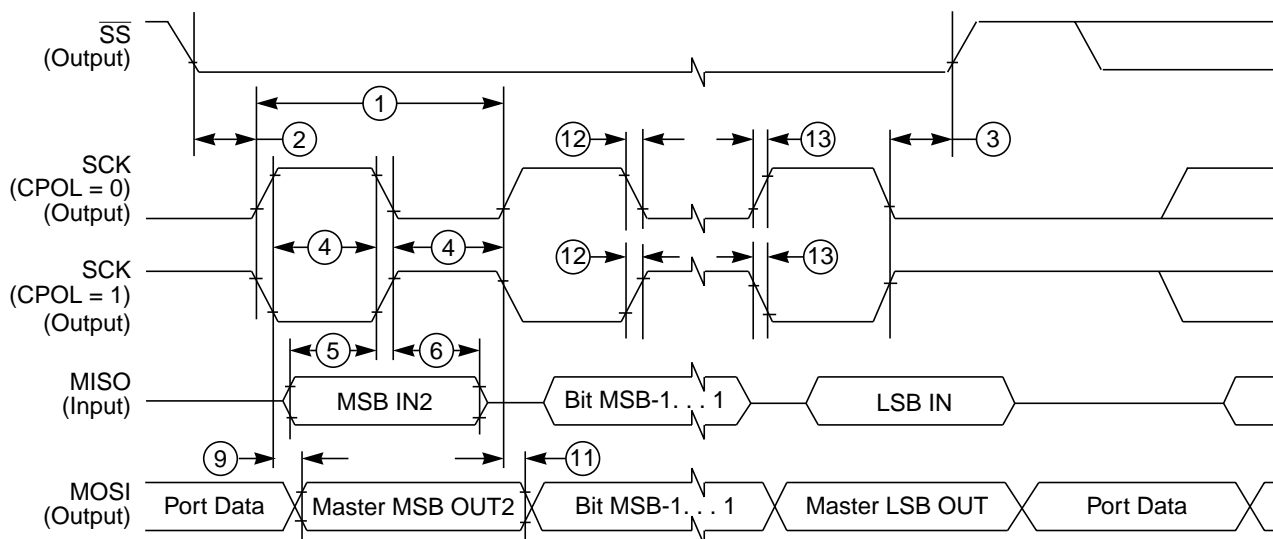 SS
(Output)
1
2
12
13
3
SCK
(CPOL = 0)
(Output)
4
4
SCK
(CPOL = 1)
(Output)
12
13
5
6
MISO
(Input)
MSB IN2
Bit MSB-1. . . 1
LSB IN
9
11
MOSI
(Output)
Port Data
Master MSB OUT2
Bit MSB-1. . . 1
Master LSB OUT
Port Data